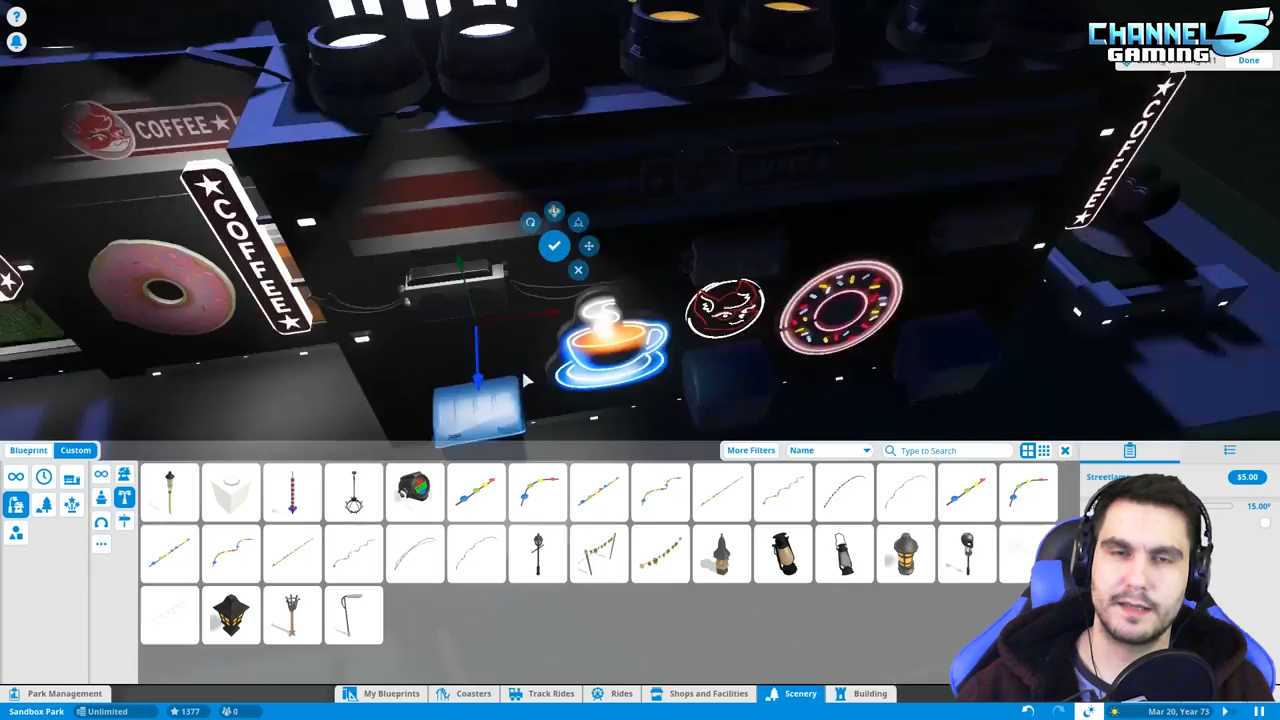 ?
CHANNEL 5
GAMING
Done
COFFEE
COFFEE
COFFEE
Blueprint Custom
More Filters Name Type to Search
$5.00
15.00°
Park Management My Blueprints Coasters Track Rides Rides Shops and Facilities Scenery Building
Sandbox Park Unlimited 1377 0 Mar 20, Year 73